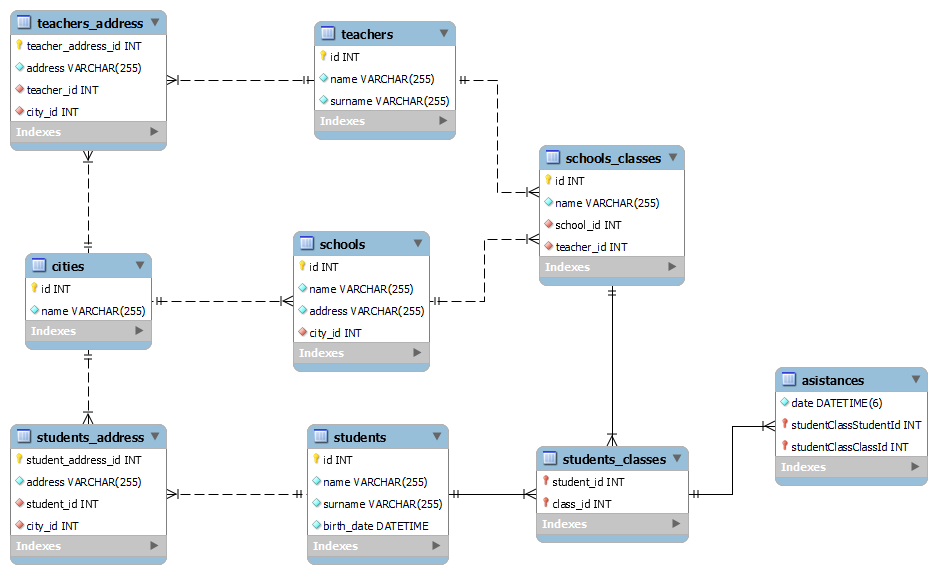 teachers_address
teacher_address_id INT
address VARCHAR(255)
teacher_id INT
city_id INT
Indexes
teachers
id INT
name VARCHAR(255)
surname VARCHAR(255)
Indexes
schools_classes
id INT
name VARCHAR(255)
school_id INT
teacher_id INT
Indexes
cities
id INT
name VARCHAR(255)
Indexes
schools
id INT
name VARCHAR(255)
address VARCHAR(255)
city_id INT
Indexes
asistances
date DATETIME(6)
studentClassStudentId INT
studentClassClassId INT
Indexes
students_address
student_address_id INT
address VARCHAR(255)
student_id INT
city_id INT
Indexes
students
id INT
name VARCHAR(255)
surname VARCHAR(255)
birth_date DATETIME
Indexes
students_classes
student_id INT
class_id INT
Indexes